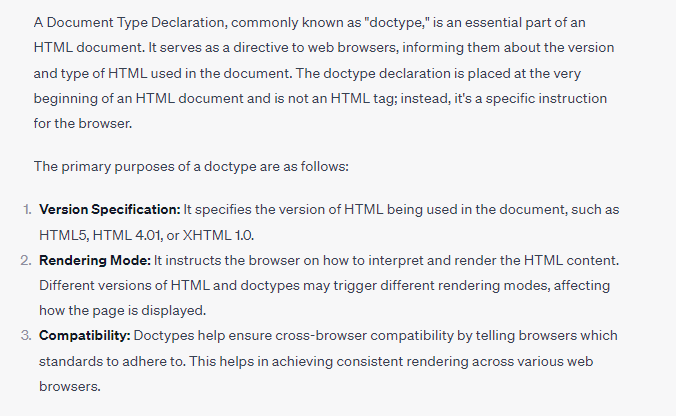 A Document Type Declaration, commonly known as "doctype," is an essential part of an
HTML document. It serves as a directive to web browsers, informing them about the version
and type of HTML used in the document. The doctype declaration is placed at the very
beginning of an HTML document and is not an HTML tag; instead, it's a specific instruction
for the browser.
The primary purposes of a doctype are as follows:
1. Version Specification: It specifies the version of HTML being used in the document, such as
HTML5, HTML 4.01, or XHTML 1.0.
2. Rendering Mode: It instructs the browser on how to interpret and render the HTML content.
Different versions of HTML and doctypes may trigger different rendering modes, affecting
how the page is displayed.
3. Compatibility: Doctypes help ensure cross-browser compatibility by telling browsers which
standards to adhere to. This helps in achieving consistent rendering across various web
browsers.